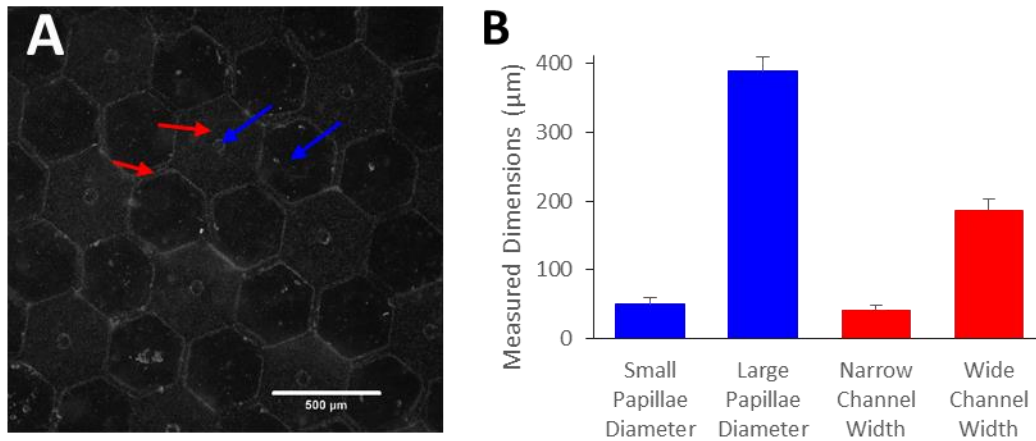 A
500 µm
B
Measured Dimensions (µm)
400
300
200
100
0
Small
Papillae
Diameter
Large
Papillae
Diameter
Narrow
Channel
Width
Wide
Channel
Width